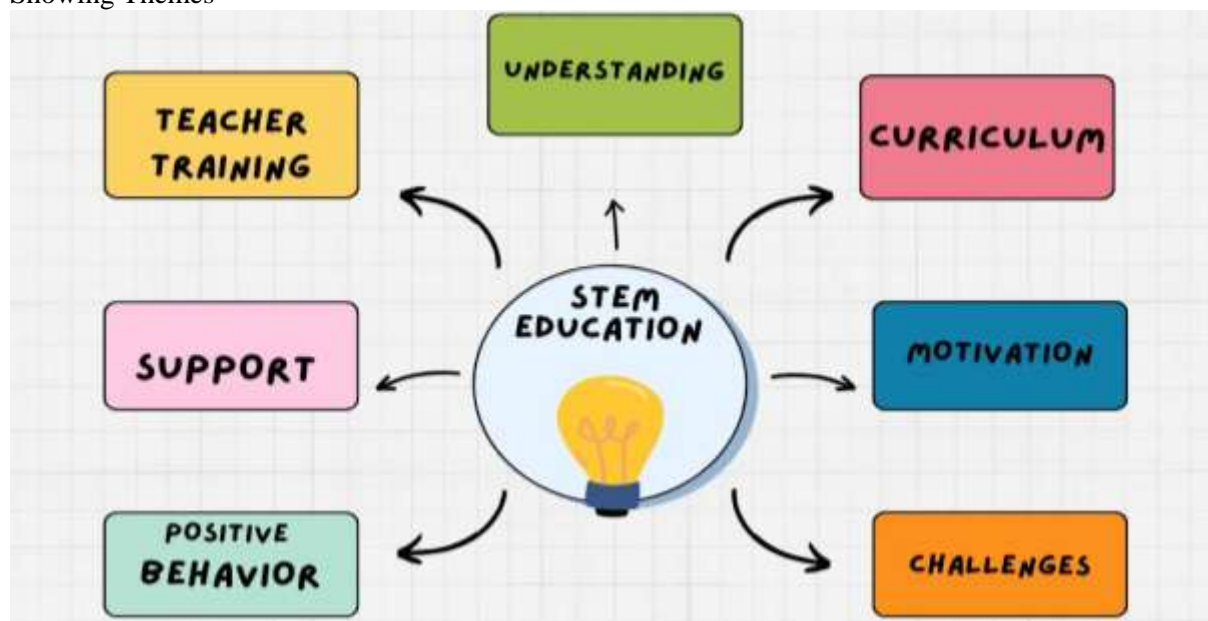 Showing Themes
UNDERSTANDING
TEACHER
TRAINING
CURRICULUM
STEM
EDUCATION
SUPPORT
MOTIVATION
POSITIVE
BEHAVIOR
CHALLENGES